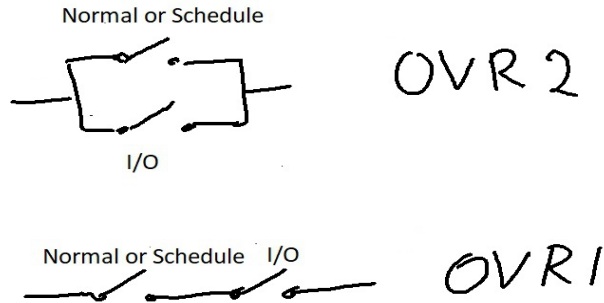 Normal or Schedule
OVR 2
I/O
Normal or Schedule I/O
OVR1